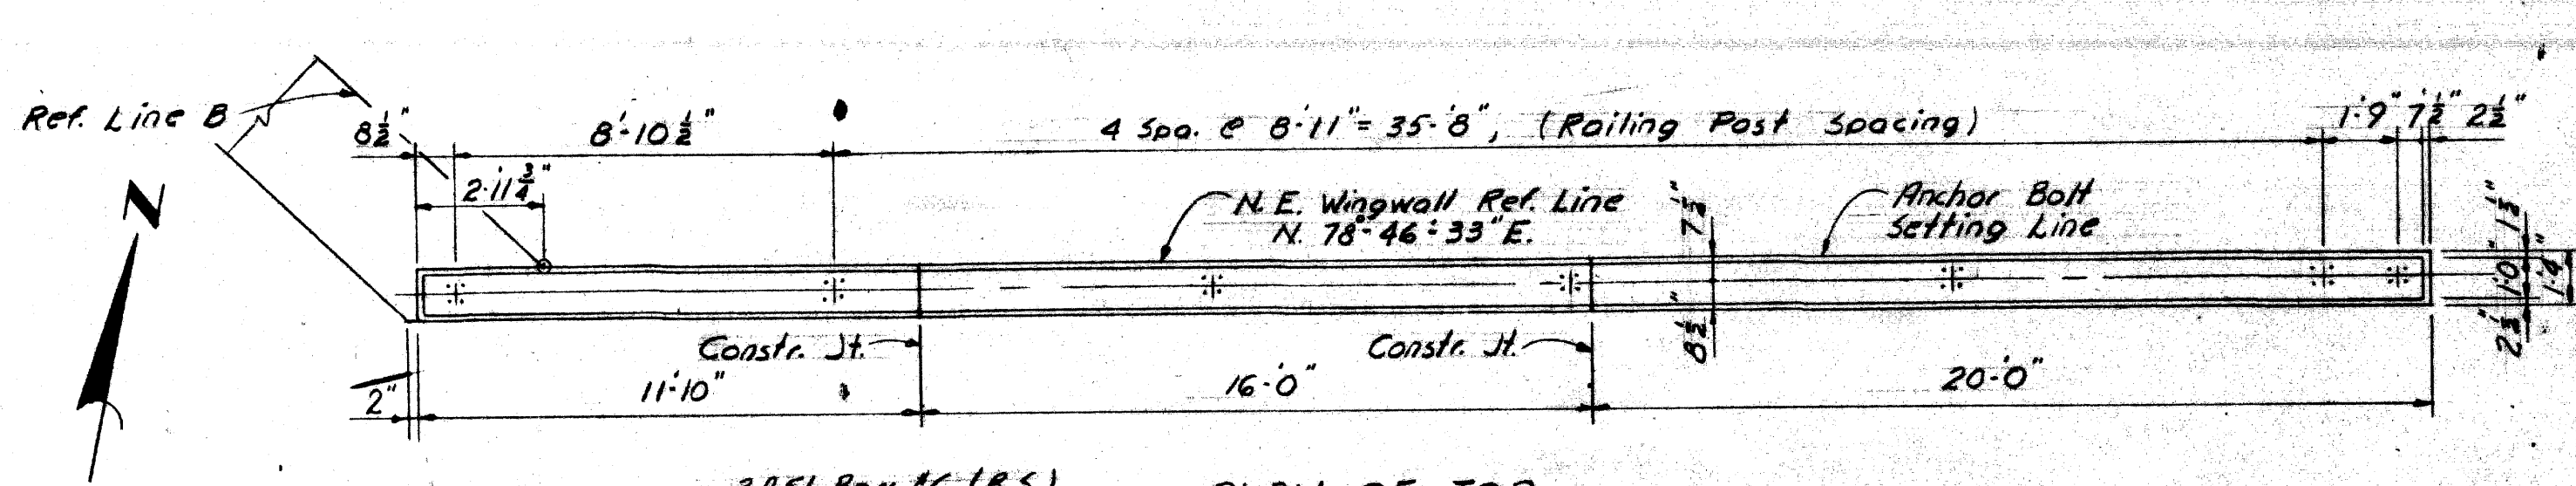 Ref. Line B
8½"
8'-10½"
4 Spa. @ 8'-11" = 35'-8", (Railing Post Spacing)
1'-9"
7½"
2½"
N
2'-11¾"
N. E. Wingwall Ref. Line
N. 78°-46'-33" E.
7½"
Anchor Bolt
Setting Line
1½"
1'-0"
1'-4"
2½"
8½"
Constr. Jt.
Constr. Jt.
2"
11'-10"
16'-0"
20'-0"
PLAN OF TOP